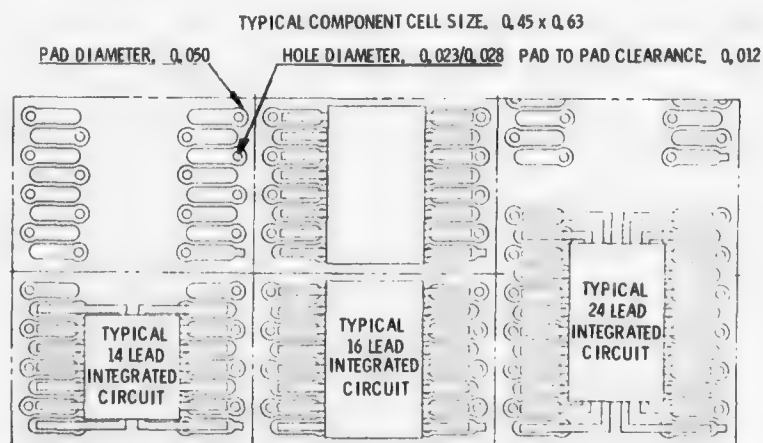 TYPICAL COMPONENT CELL SIZE, 0,45 x 0,63
PAD DIAMETER, 0,050
HOLE DIAMETER, 0,023/0,028 PAD TO PAD CLEARANCE, 0,012
TYPICAL
14 LEAD
INTEGRATED
CIRCUIT
TYPICAL
16 LEAD
INTEGRATED
CIRCUIT
TYPICAL
24 LEAD
INTEGRATED
CIRCUIT